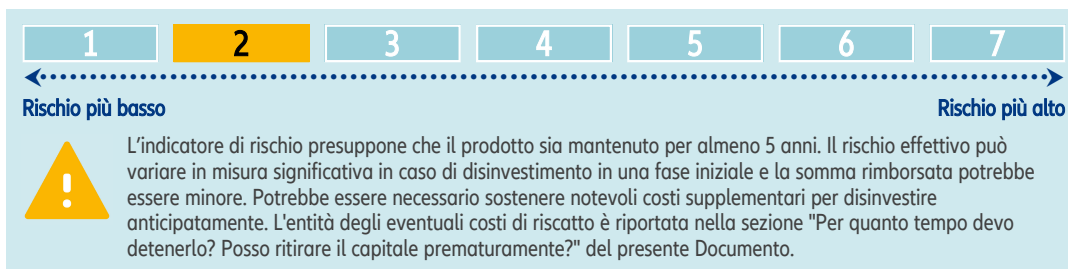 1 2 3 4 5 6 7
Rischio più basso Rischio più alto
L’indicatore di rischio presuppone che il prodotto sia mantenuto per almeno 5 anni. Il rischio effettivo può
variare in misura significativa in caso di disinvestimento in una fase iniziale e la somma rimborsata potrebbe
essere minore. Potrebbe essere necessario sostenere notevoli costi supplementari per disinvestire
anticipatamente. L'entità degli eventuali costi di riscatto è riportata nella sezione "Per quanto tempo devo
detenerlo? Posso ritirare il capitale prematuramente?" del presente Documento.